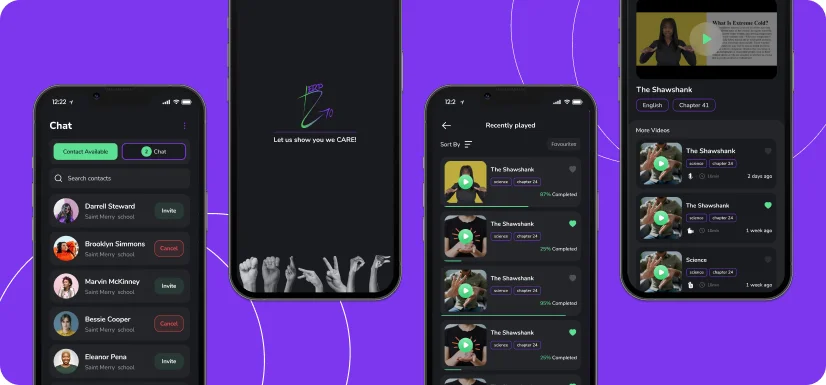 12:22
Chat
Contact Available
2 Chat
Search contacts
Darrell Steward
Saint Merry school
Invite
Brooklyn Simmons
Saint Merry school
Cancel
Marvin McKinney
Saint Merry school
Invite
Bessie Cooper
Saint Merry school
Cancel
Eleanor Pena
Saint Merry school
Invite
Let us show you we CARE!
12:2
Recently played
Sort By
Favourites
The Shawshank
science
chapter 24
67% Completed
The Shawshank
science
chapter 24
25% Completed
The Shawshank
science
chapter 24
95% Completed
The Shawshank
science
chapter 24
25% Completed
What Is Extreme Cold?
The Shawshank
English
Chapter 41
More Videos
The Shawshank
science
chapter 24
2 days ago
The Shawshank
science
chapter 24
1 week ago
Science
science
chapter 24
1 week ago